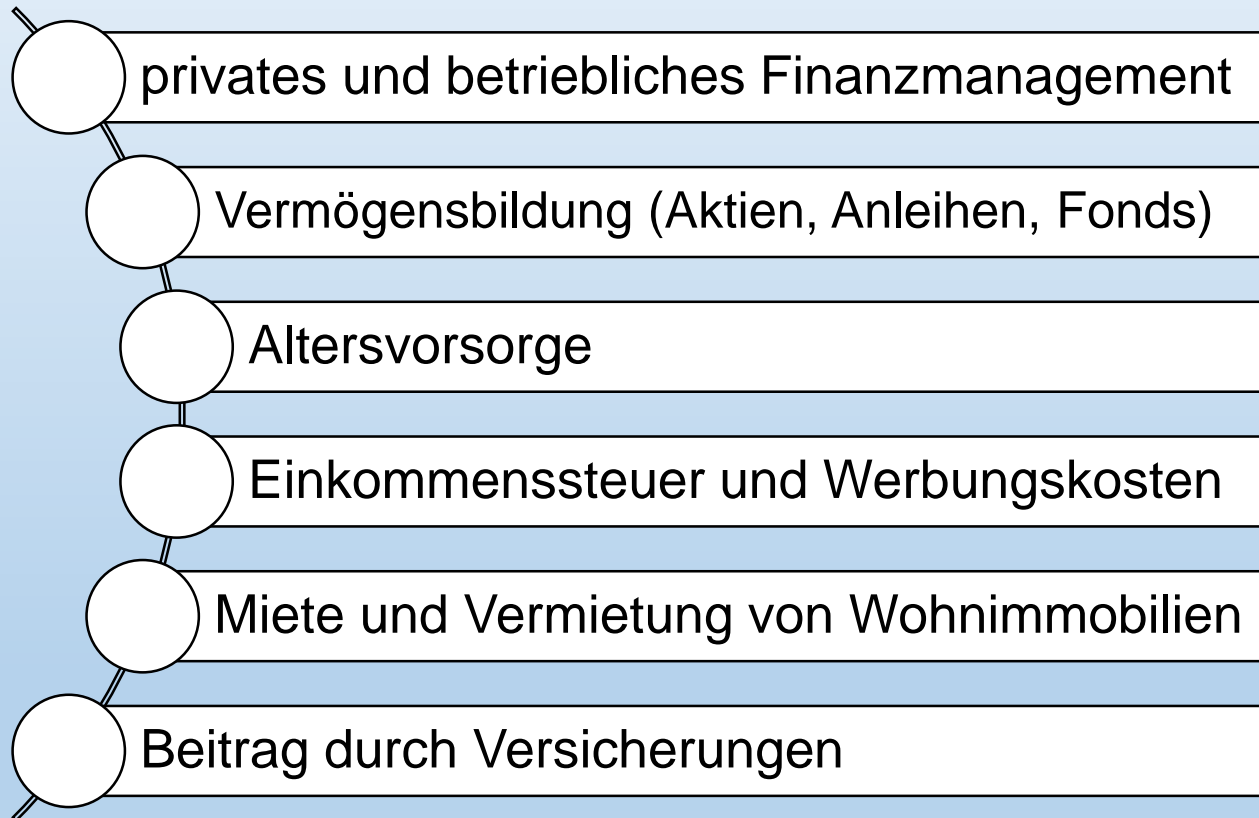 privates und betriebliches Finanzmanagement
Vermögensbildung (Aktien, Anleihen, Fonds)
Altersvorsorge
Einkommenssteuer und Werbungskosten
Miete und Vermietung von Wohnimmobilien
Beitrag durch Versicherungen